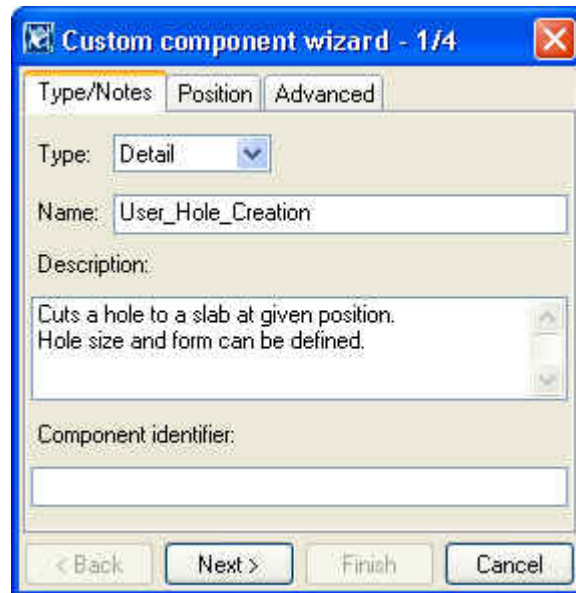 Custom component wizard - 1/4
Type/Notes Position Advanced
Type: Detail
Name: User_Hole_Creation
Description:
Cuts a hole to a slab at given position.
Hole size and form can be defined.
Component identifier:
< Back Next > Finish Cancel